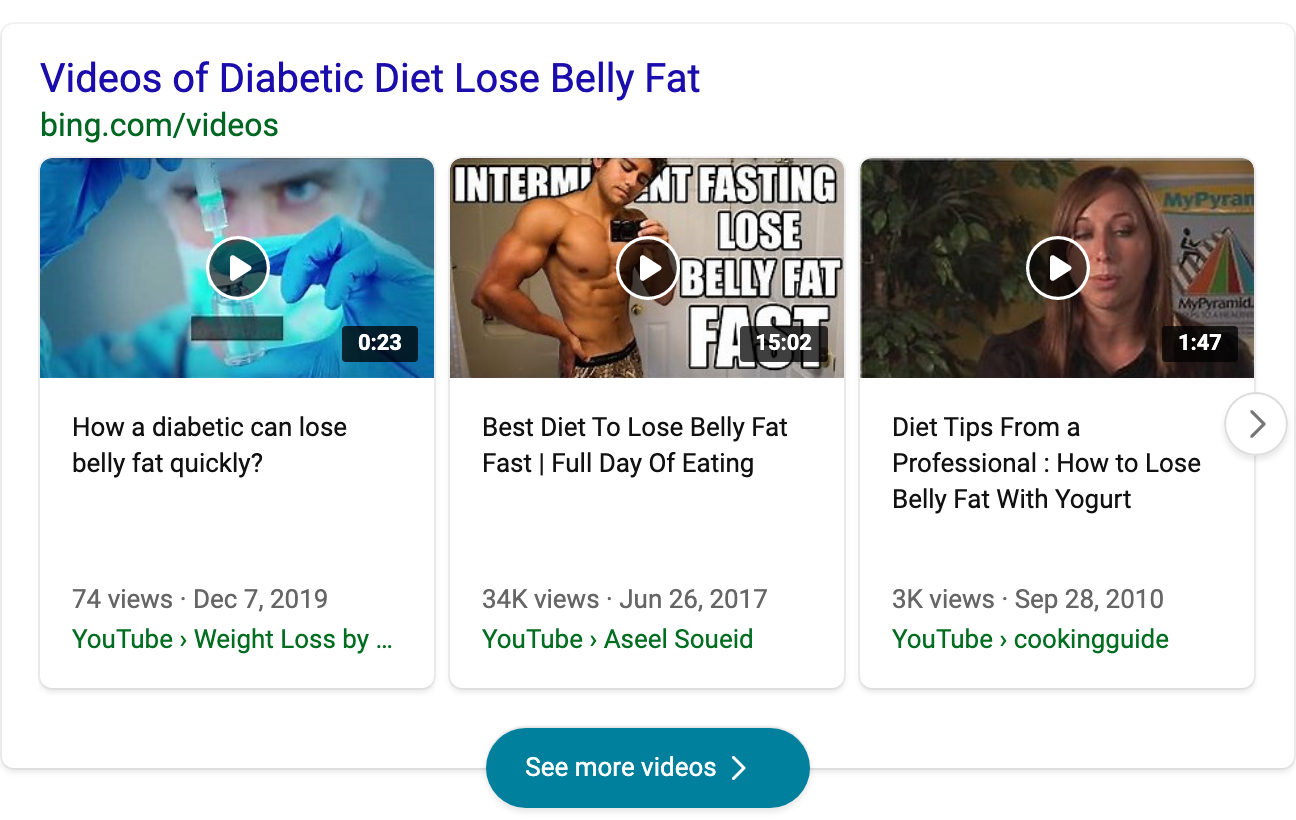 Videos of Diabetic Diet Lose Belly Fat
bing.com/videos
0:23
How a diabetic can lose
belly fat quickly?
74 views · Dec 7, 2019
YouTube › Weight Loss by ...
FASTING
LOSE
BELLY FAT
FAST
15:02
Best Diet To Lose Belly Fat
Fast | Full Day Of Eating
34K views · Jun 26, 2017
YouTube › Aseel Soueid
MyPyram
MyPyramid.
1:47
Diet Tips From a
Professional : How to Lose
Belly Fat With Yogurt
3K views · Sep 28, 2010
YouTube › cookingguide
See more videos